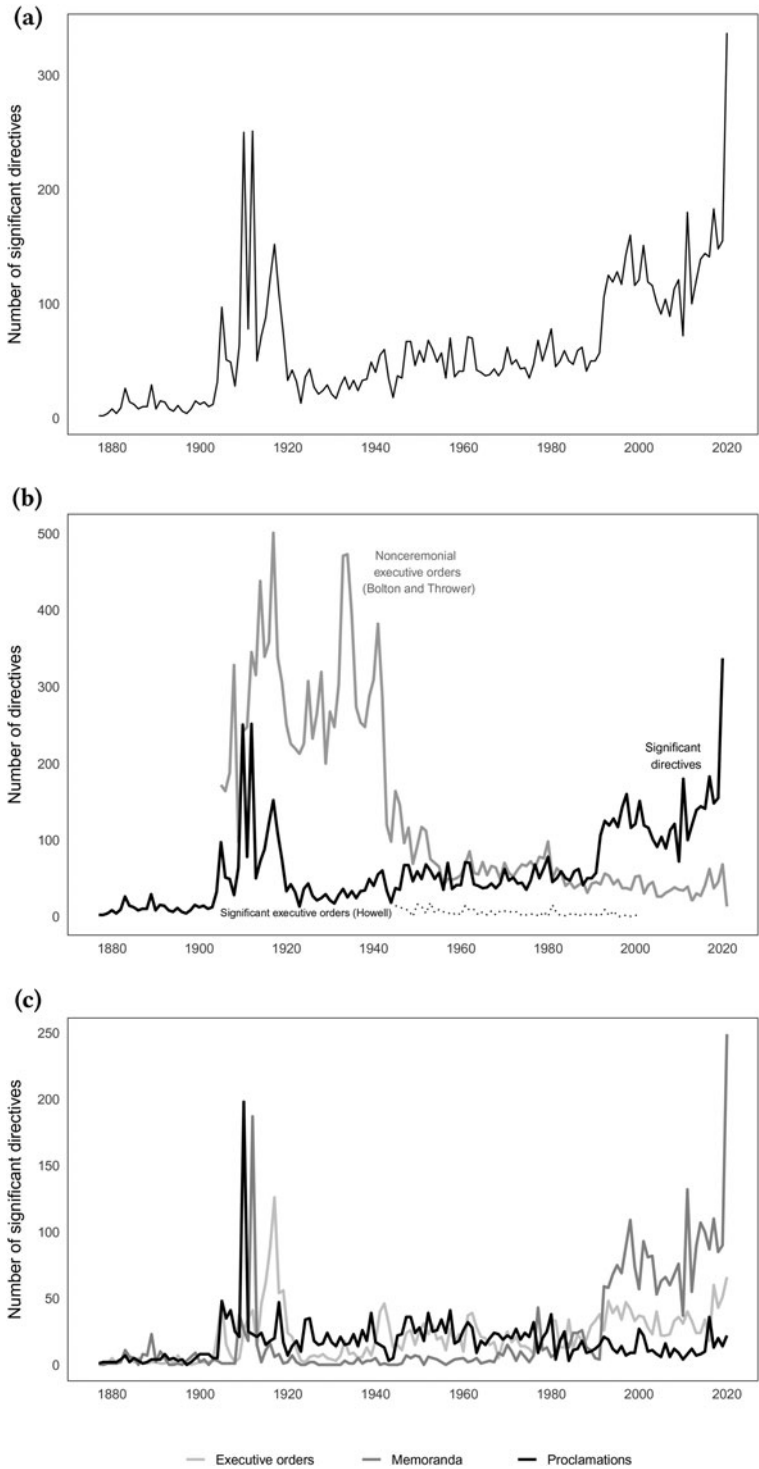 (a)
Number of significant directives
300
200
100
0
1880 1900 1920 1940 1960 1980 2000 2020
(b)
Number of directives
500
400
300
200
100
0
Nonceremonial
executive orders
(Bolton and Thrower)
Significant
directives
Significant executive orders (Howell)
1880 1900 1920 1940 1960 1980 2000 2020
(c)
Number of significant directives
250
200
150
100
50
0
1880 1900 1920 1940 1960 1980 2000 2020
Executive orders Memoranda Proclamations